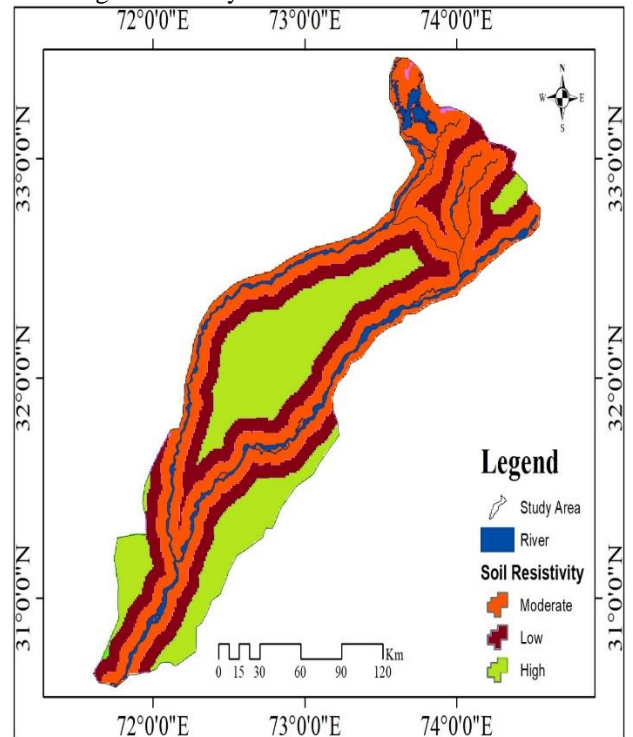 72°0'0"E 73°0'0"E 74°0'0"E
N
W E
S
33°0'0"N 33°0'0"N
32°0'0"N 32°0'0"N
31°0'0"N 31°0'0"N
Legend
Study Area
River
Soil Resistivity
Moderate
Low
High
Km
0 15 30 60 90 120
72°0'0"E 73°0'0"E 74°0'0"E